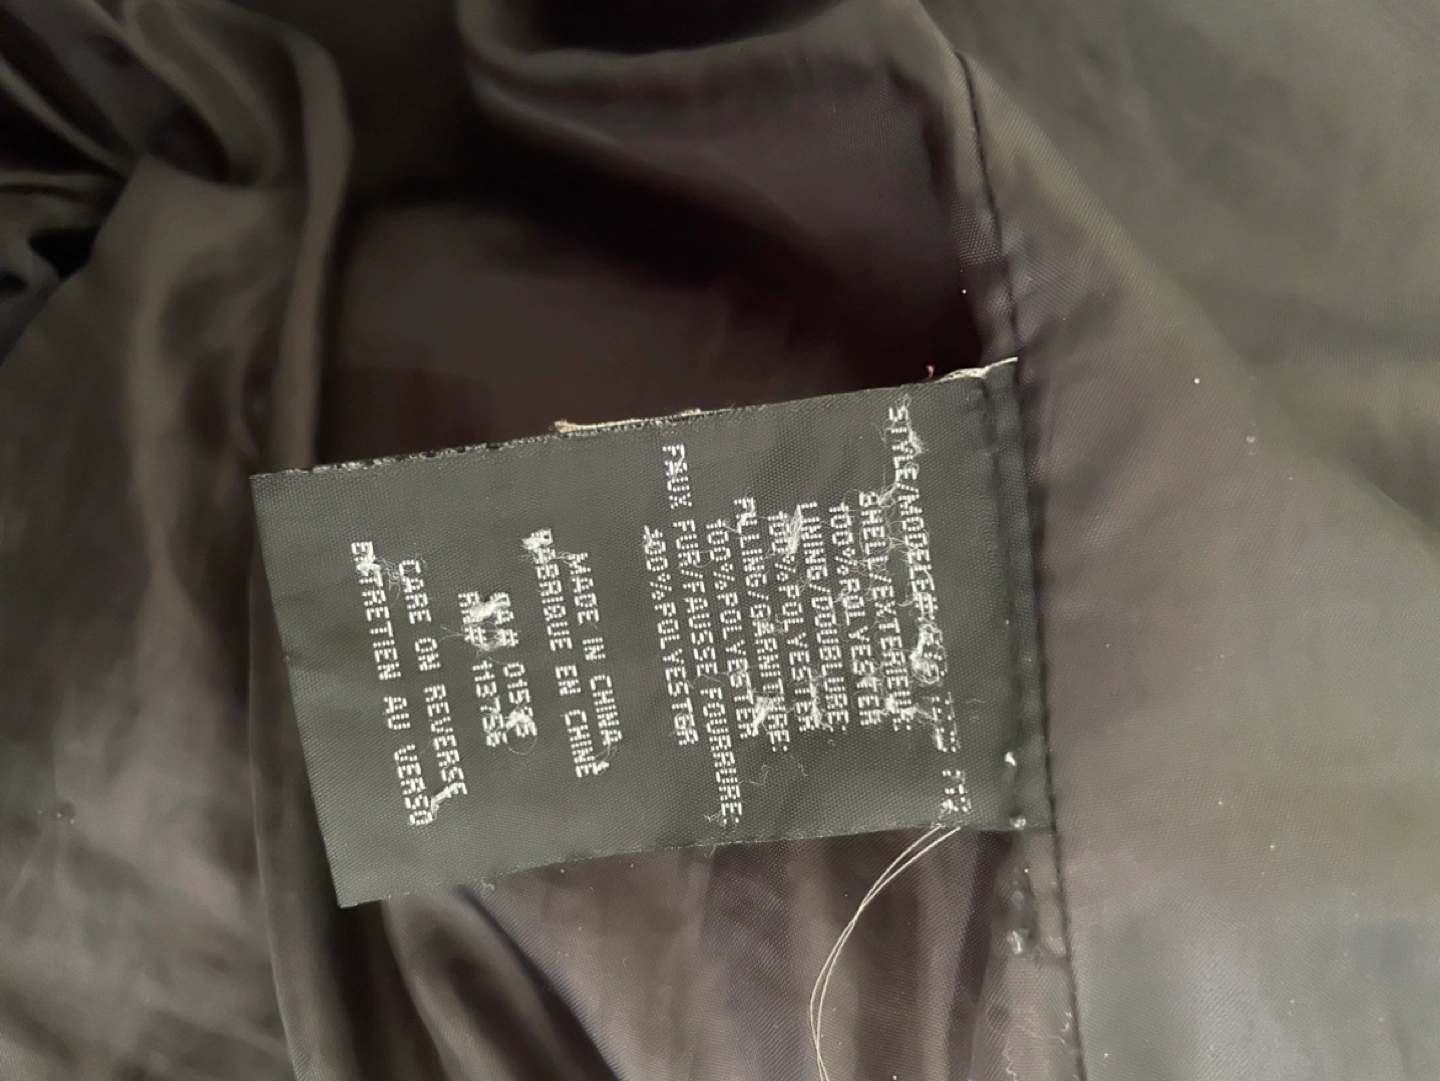 STYLE/MODELE
SHELL/EXTERIEUR:
100%POLYESTER
LINING/DOUBLURE:
100%POLYESTER
FILLING/GARNITURE:
100%POLYESTER
FAUX FUR/FAUSSE FOURRURE:
100%POLYESTER
MADE IN CHINA
FABRIQUE EN CHINE
CARE ON REVERSE
ENTRETIEN AU VERSO